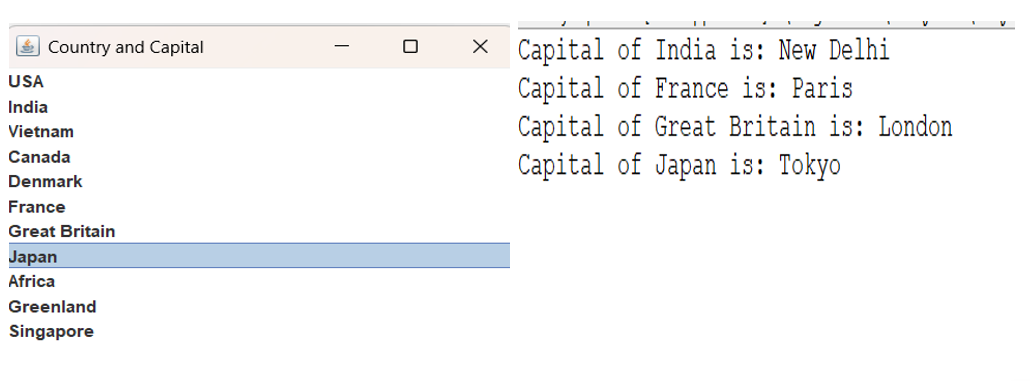 Country and Capital
USA
India
Vietnam
Canada
Denmark
France
Great Britain
Japan
Africa
Greenland
Singapore
Capital of India is: New Delhi
Capital of France is: Paris
Capital of Great Britain is: London
Capital of Japan is: Tokyo